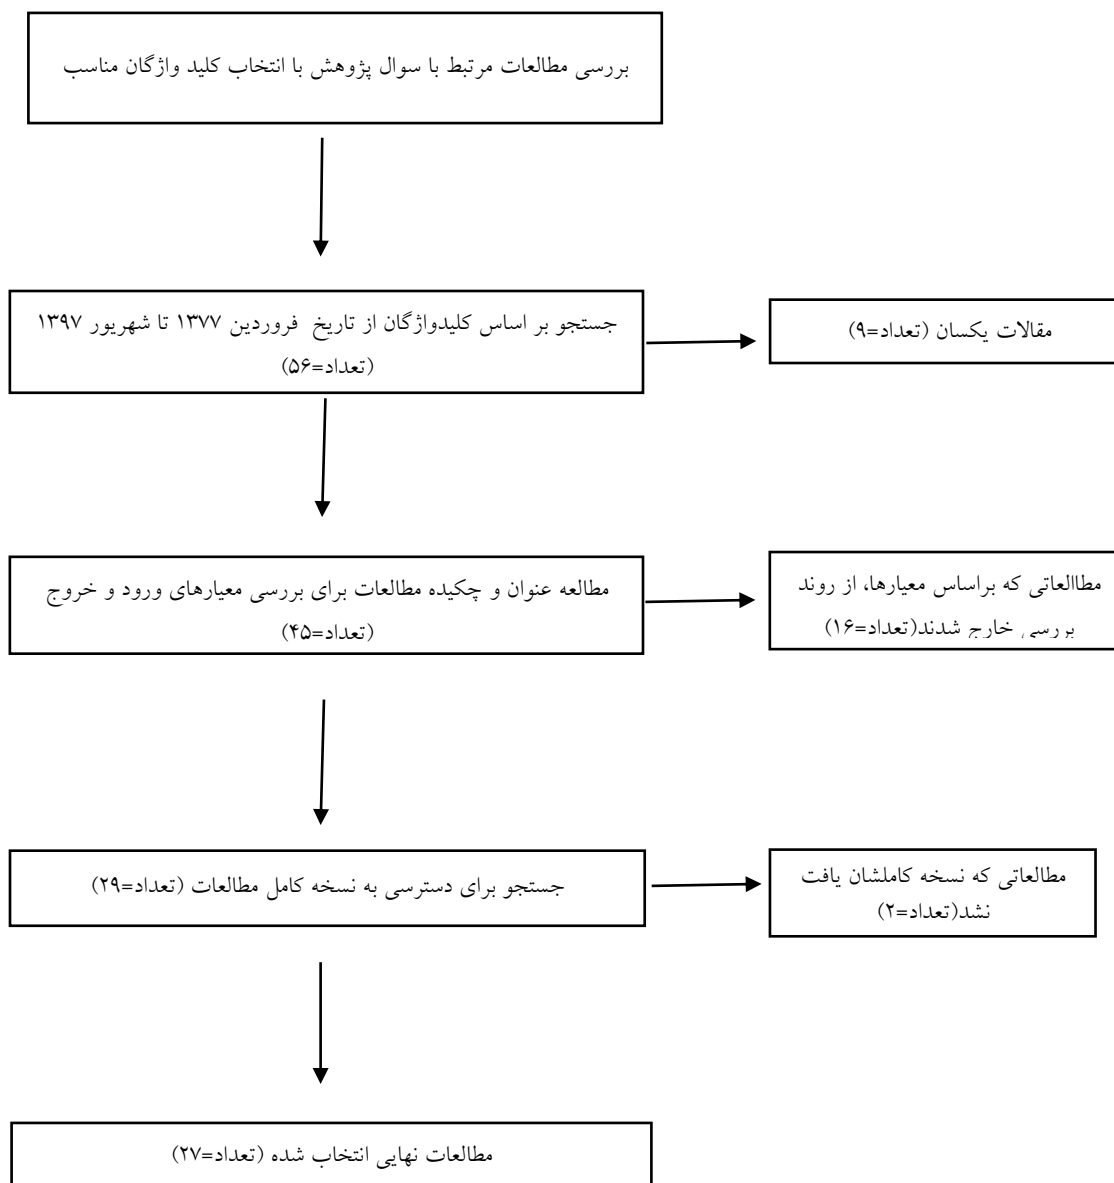 بررسی مطالعات مرتبط با سوال پژوهش با انتخاب کلید واژگان مناسب
جستجو بر اساس کلیدواژگان از تاریخ فروردین ۱۳۷۷ تا شهریور ۱۳۹۷
(تعداد=۵۶)
مقالات یکسان (تعداد=۹)
مطالعه عنوان و چکیده مطالعات برای بررسی معیارهای ورود و خروج
(تعداد=۴۵)
مطاالعاتی که براساس معیارها، از روند
بررسی خارج شدند(تعداد=۱۶)
جستجو برای دسترسی به نسخه کامل مطالعات (تعداد=۲۹)
مطالعاتی که نسخه کاملشان یافت
نشد(تعداد=۲)
مطالعات نهایی انتخاب شده (تعداد=۲۷)